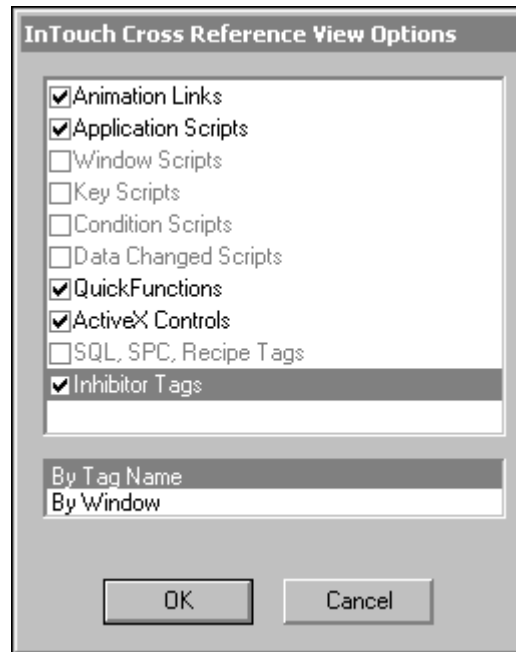 InTouch Cross Reference View Options
Animation Links
Application Scripts
Window Scripts
Key Scripts
Condition Scripts
Data Changed Scripts
QuickFunctions
ActiveX Controls
SQL, SPC, Recipe Tags
Inhibitor Tags
By Tag Name
By Window
OK
Cancel